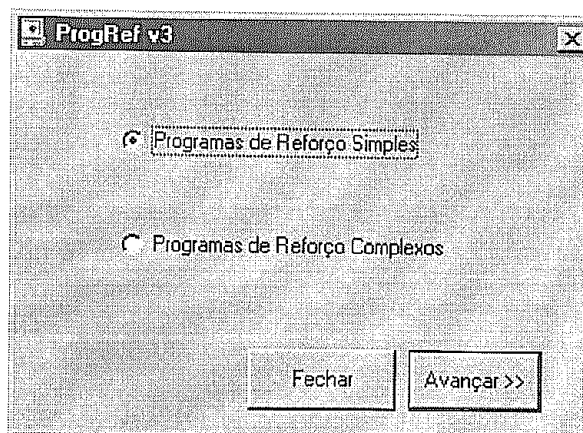 ProgRef v3
Programas de Reforço Simples
Programas de Reforço Complexos
Fechar
Avançar >>